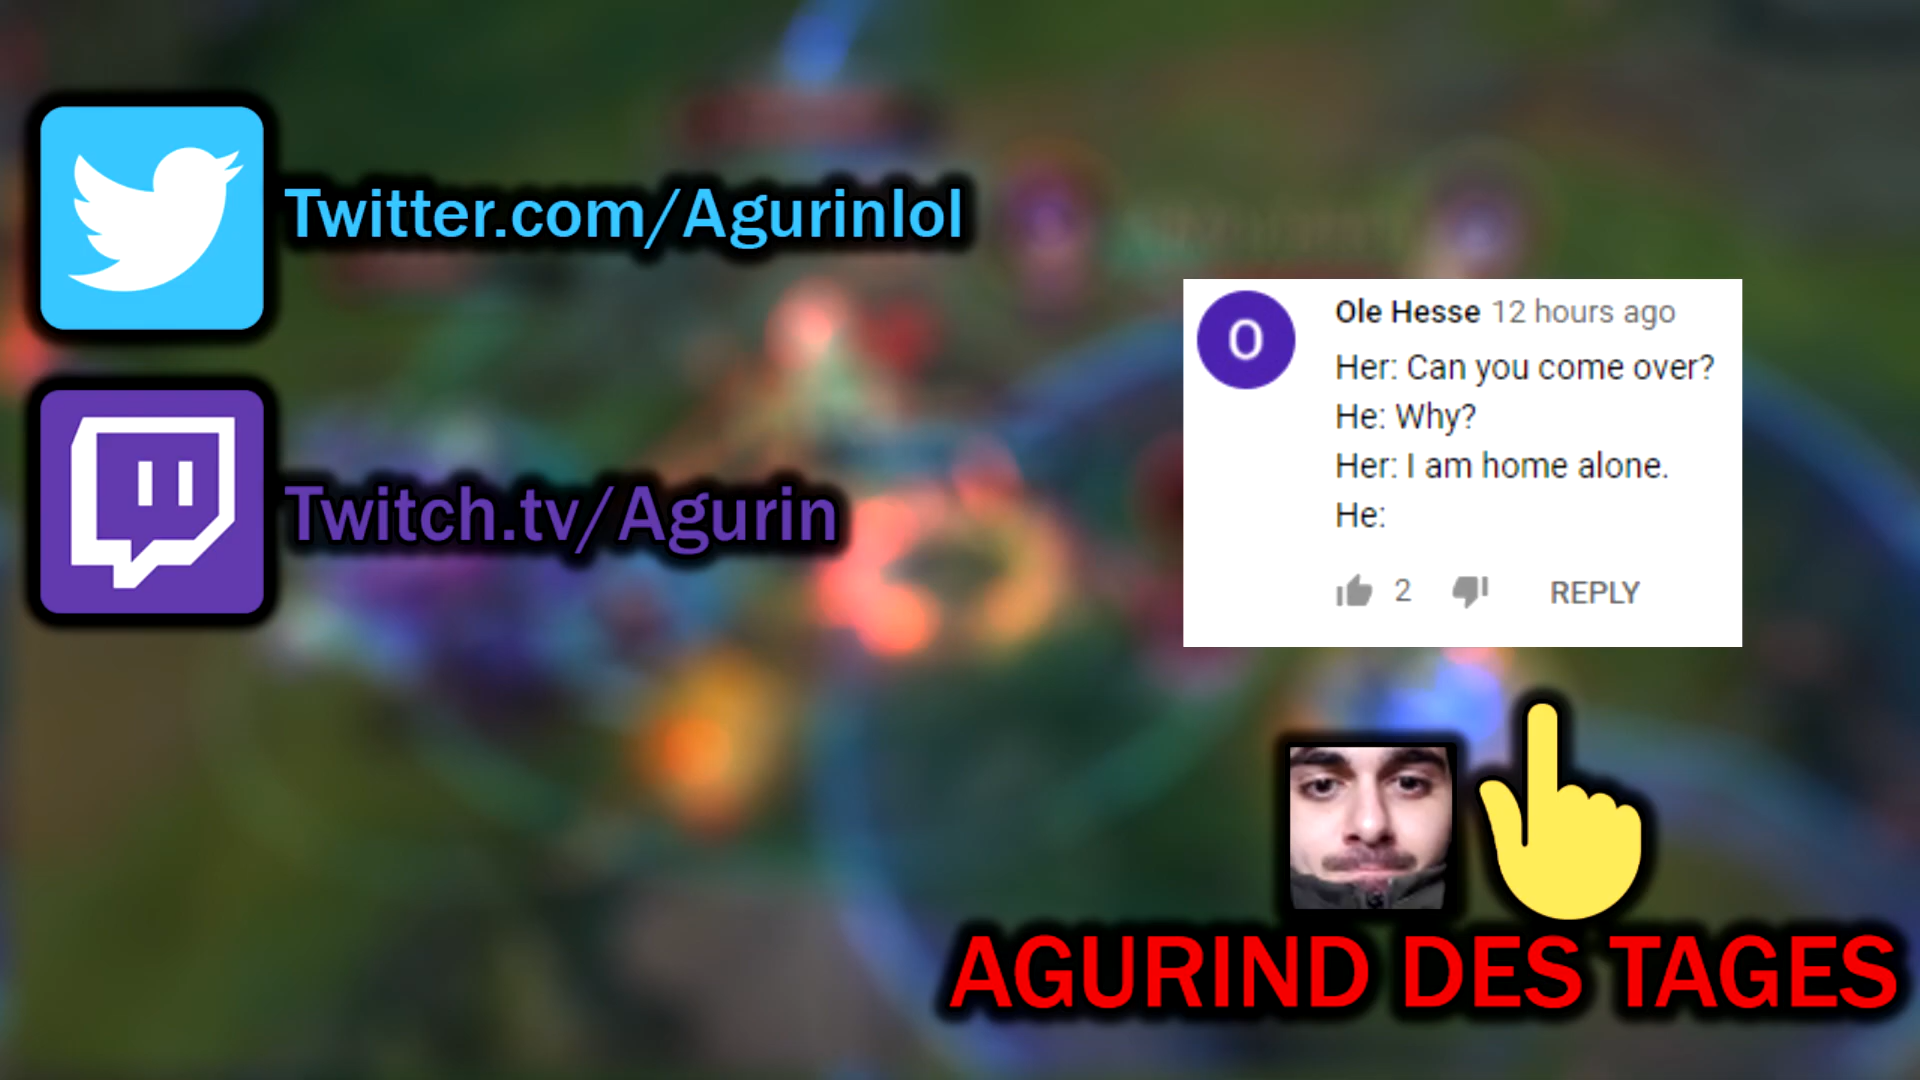 Twitter.com/Agurinlol
Twitch.tv/Agurin
O
Ole Hesse 12 hours ago
Her: Can you come over?
He: Why?
Her: I am home alone.
He:
2 REPLY
AGURIND DES TAGES